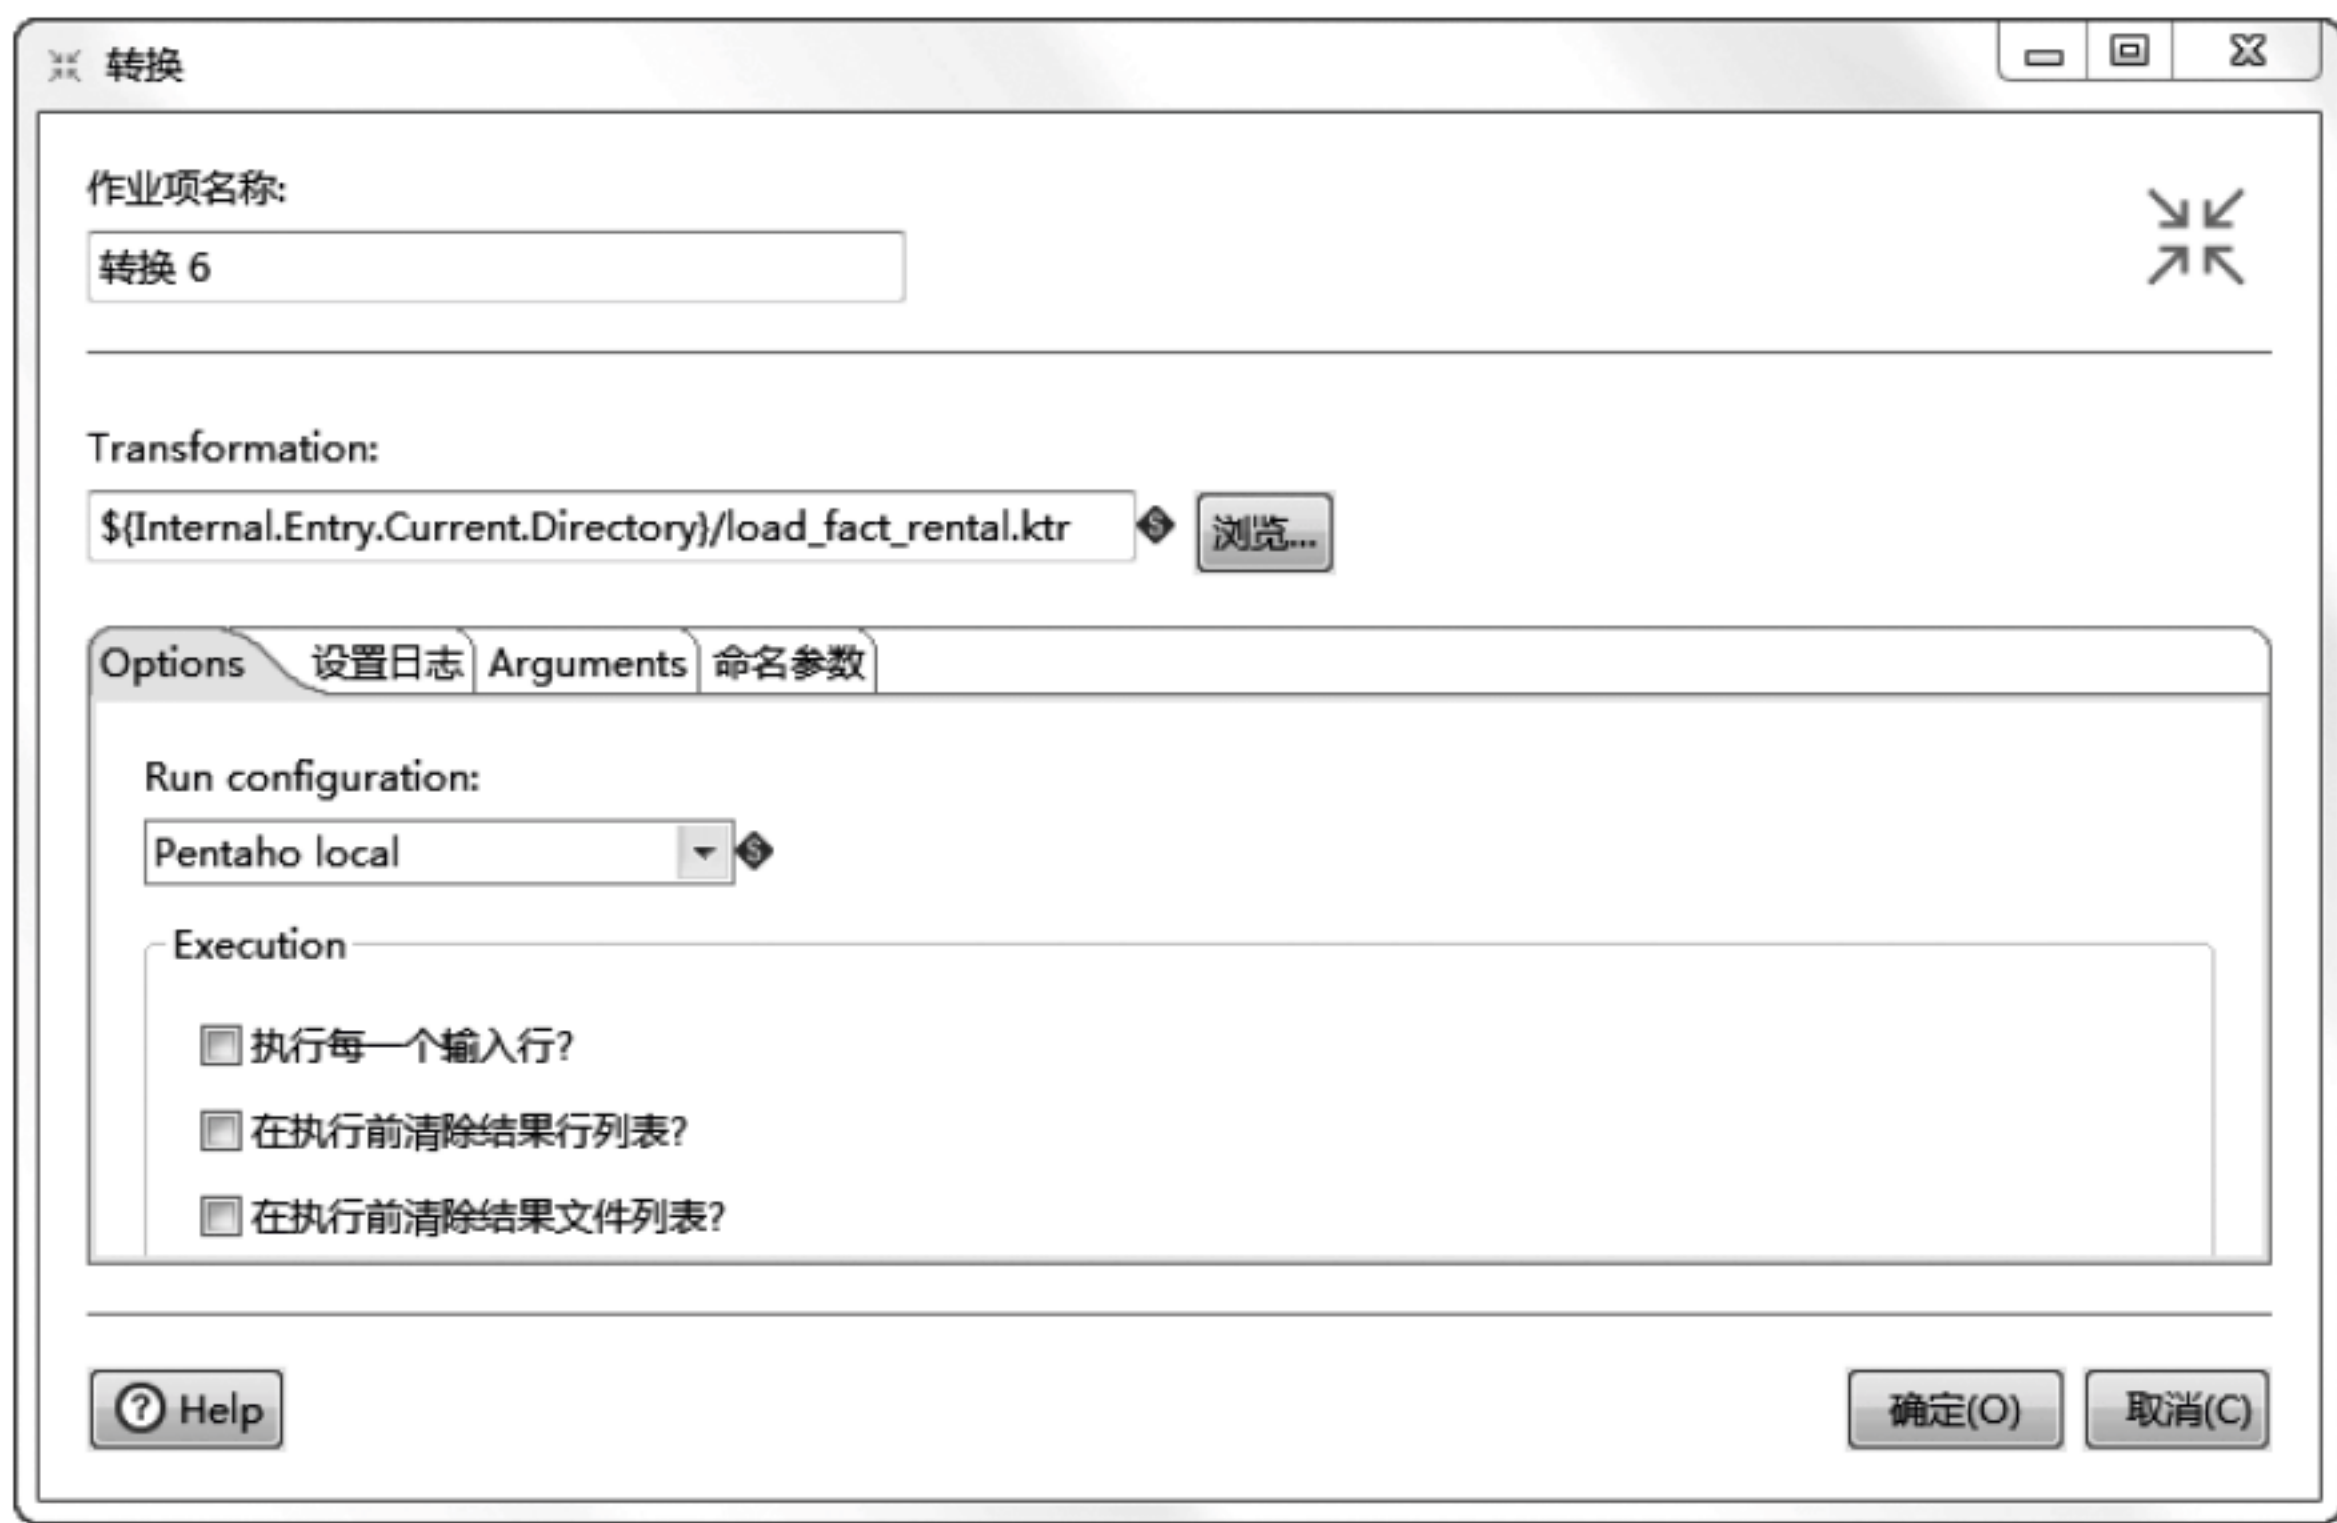 转换
作业项名称:
转换 6
Transformation:
${Internal.Entry.Current.Directory}/load_fact_rental.ktr
浏览...
Options 设置日志 Arguments 命名参数
Run configuration:
Pentaho local
Execution
执行每一个输入行?
在执行前清除结果行列表?
在执行前清除结果文件列表?
Help 确定(O) 取消(C)